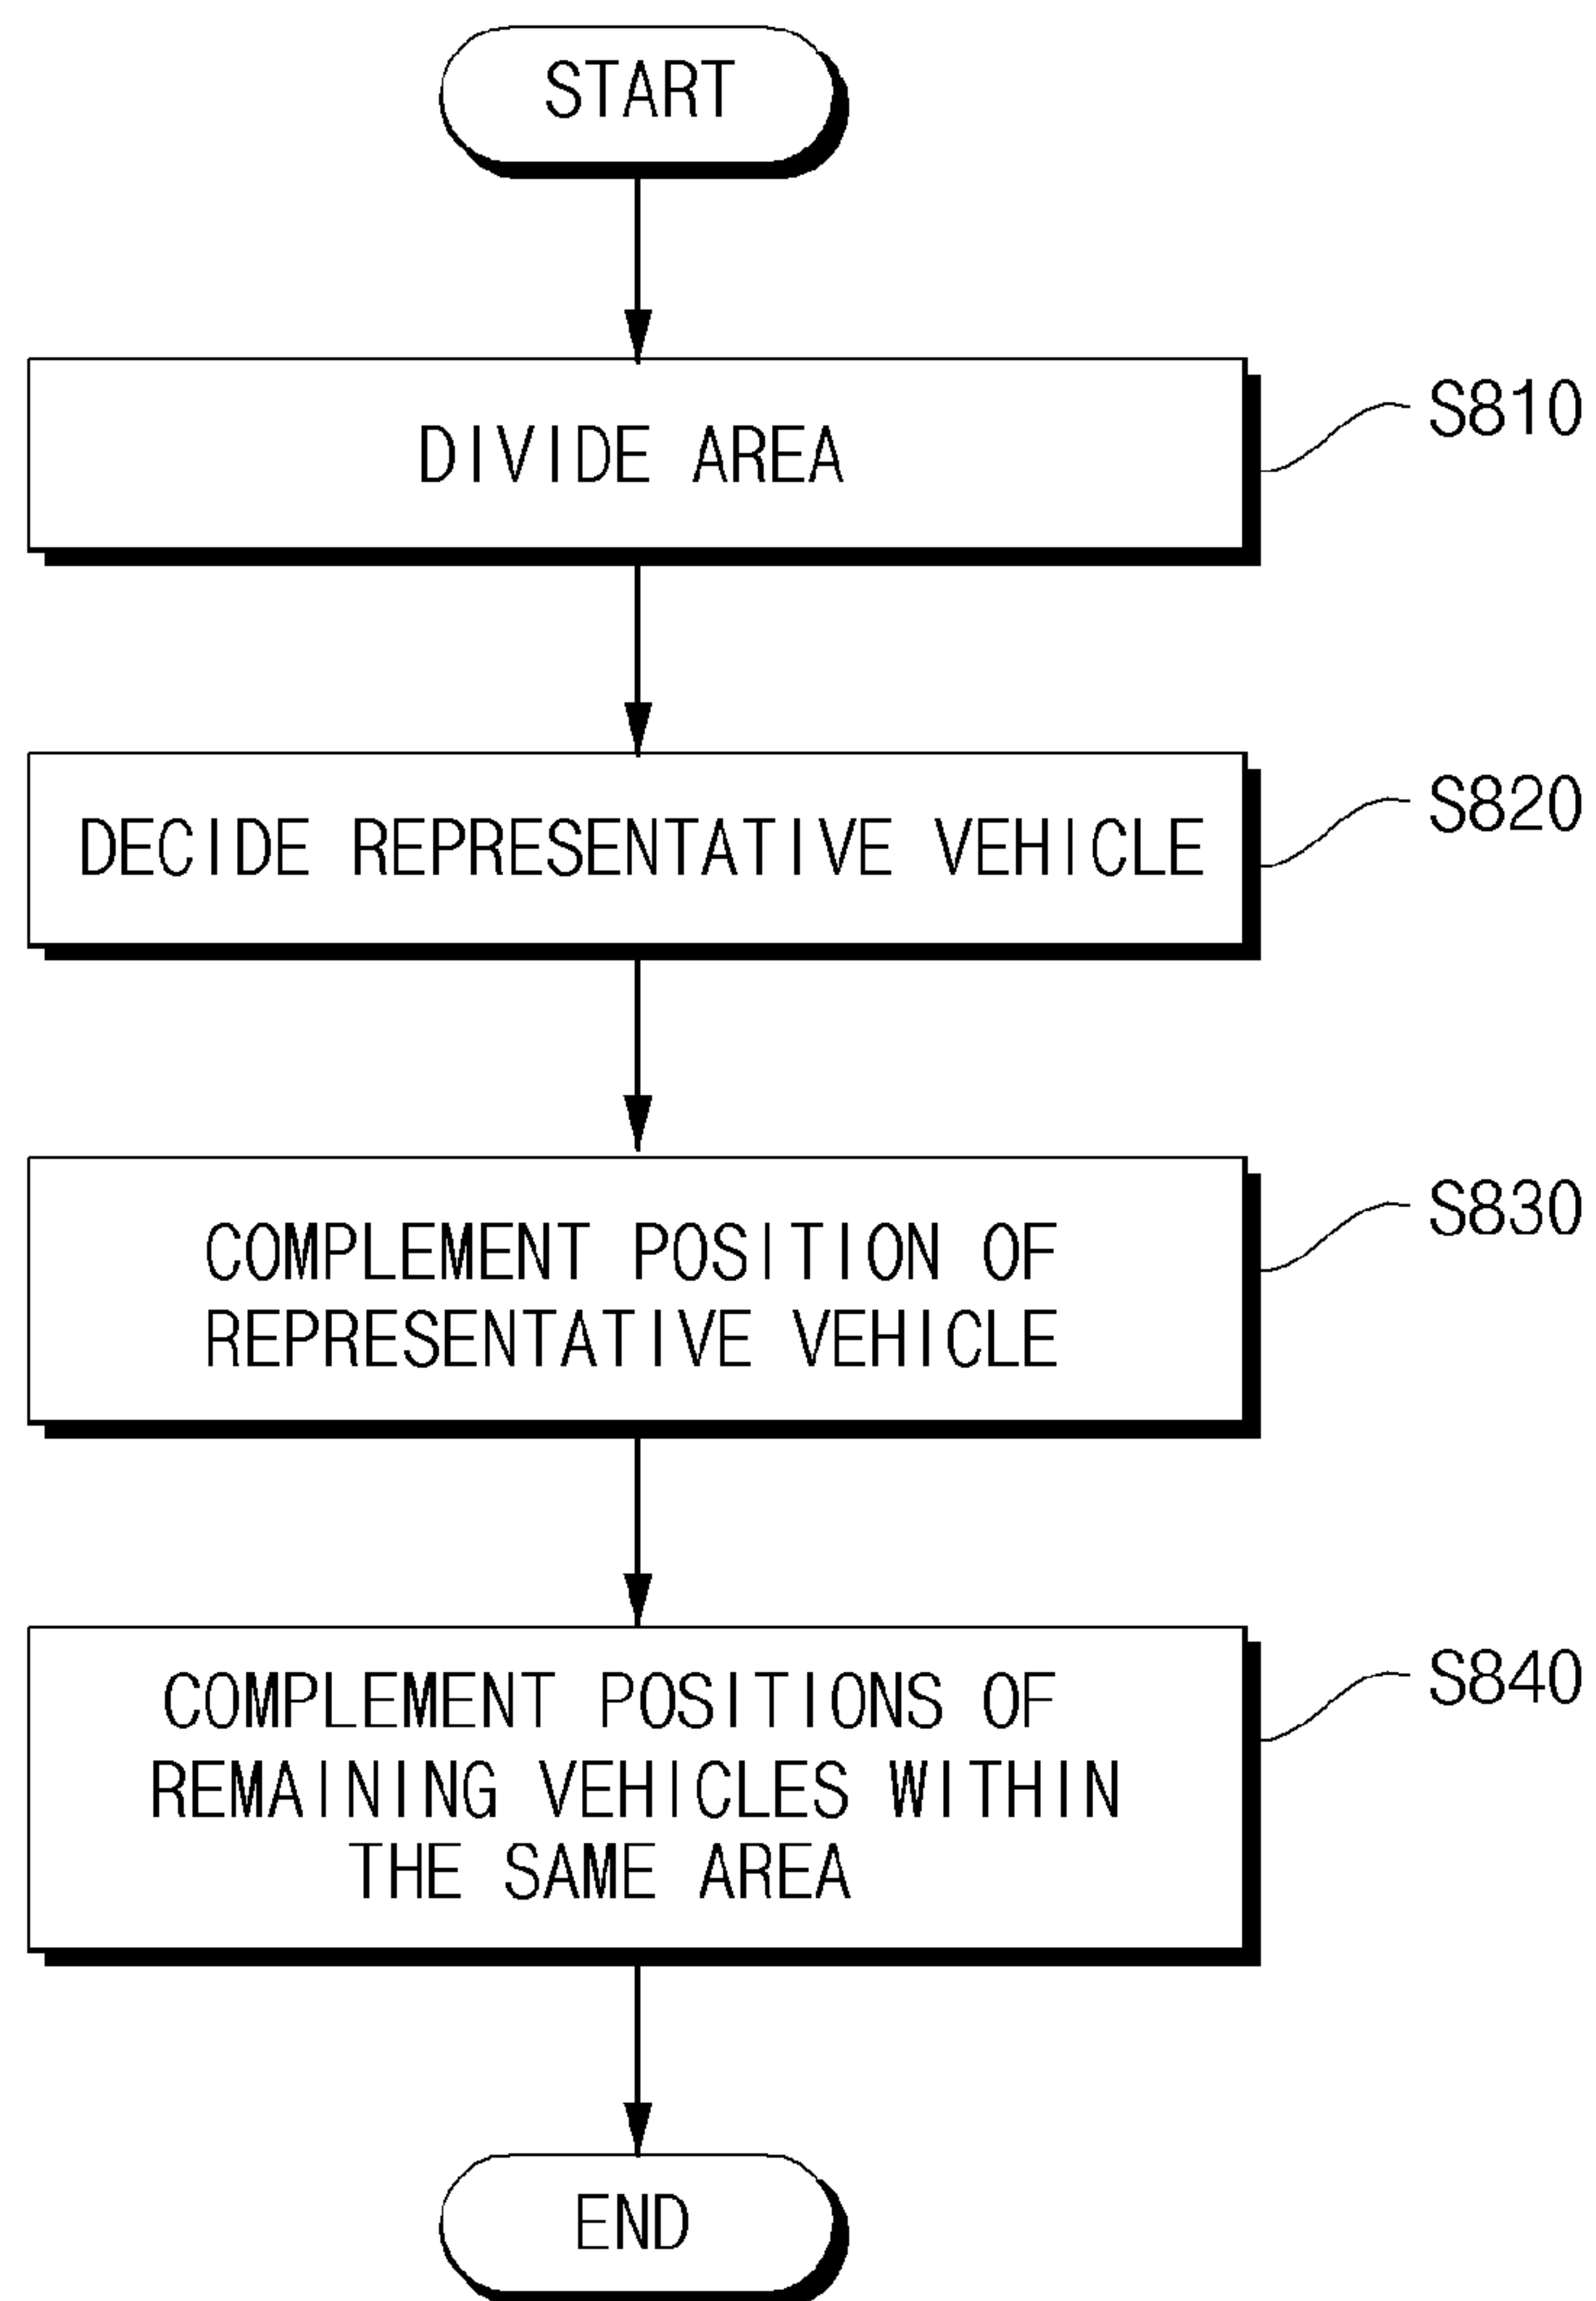 START
DIVIDE AREA
S810
DECIDE REPRESENTATIVE VEHICLE
S820
COMPLEMENT POSITION OF
REPRESENTATIVE VEHICLE
S830
COMPLEMENT POSITIONS OF
REMAINING VEHICLES WITHIN
THE SAME AREA
S840
END